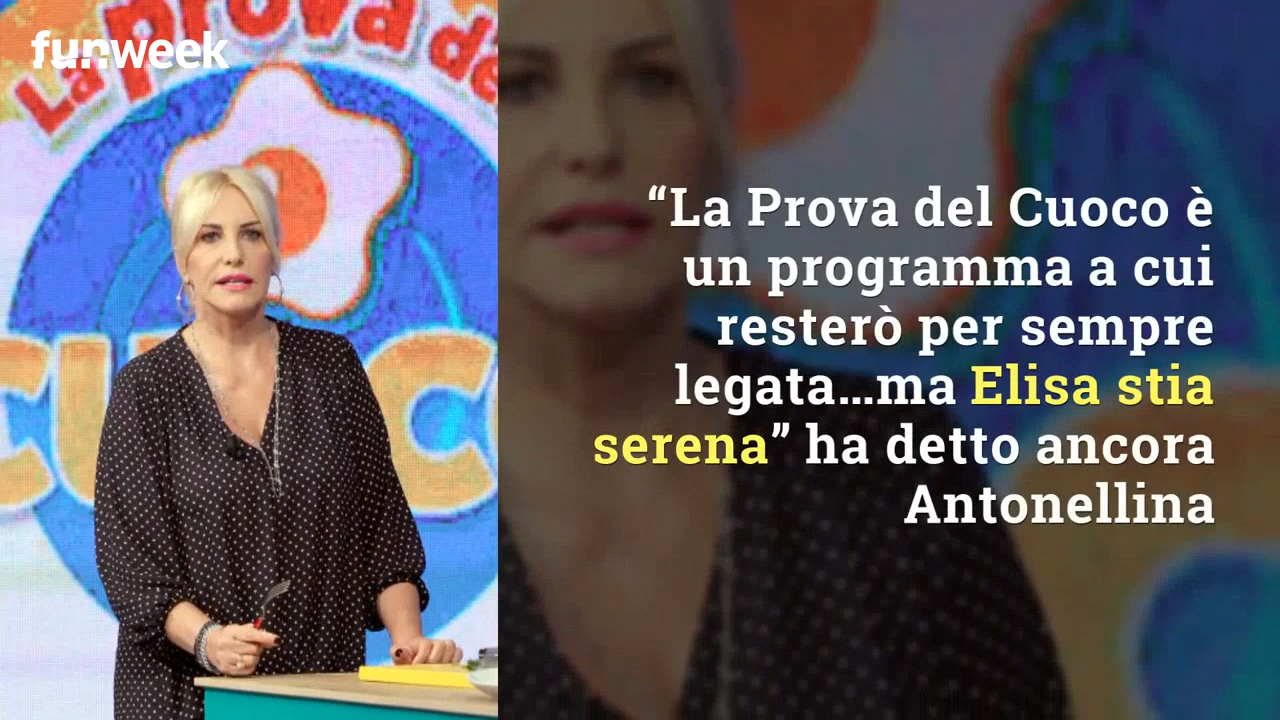 funweek
La prova de
CUOC
“La Prova del Cuoco è
un programma a cui
resterò per sempre
legata...ma Elisa stia
serena” ha detto ancora
Antonellina